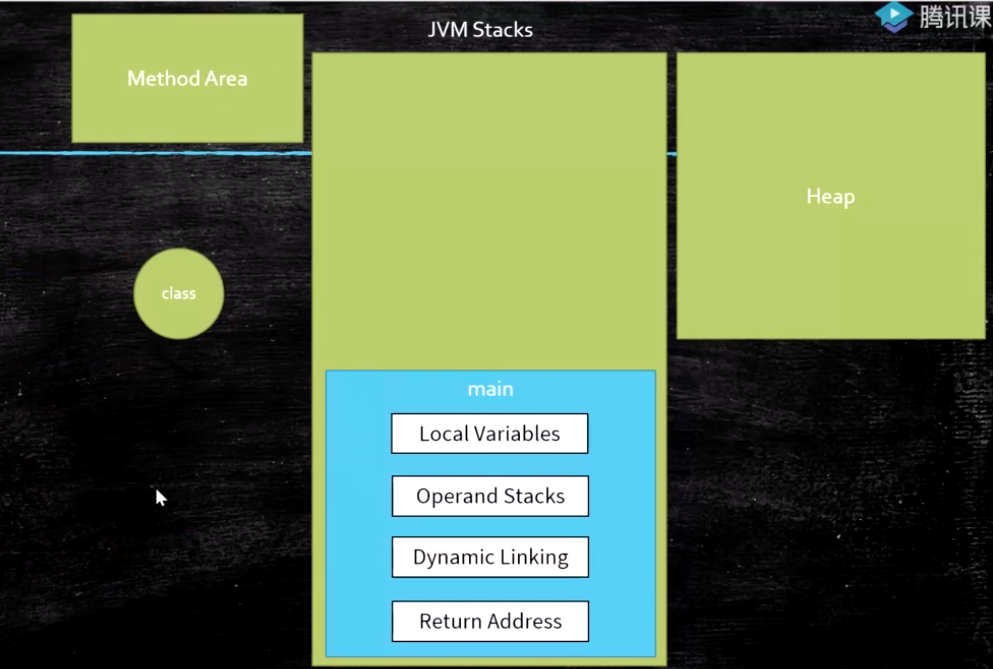 JVM Stacks
腾讯课
Method Area
Heap
class
main
Local Variables
Operand Stacks
Dynamic Linking
Return Address